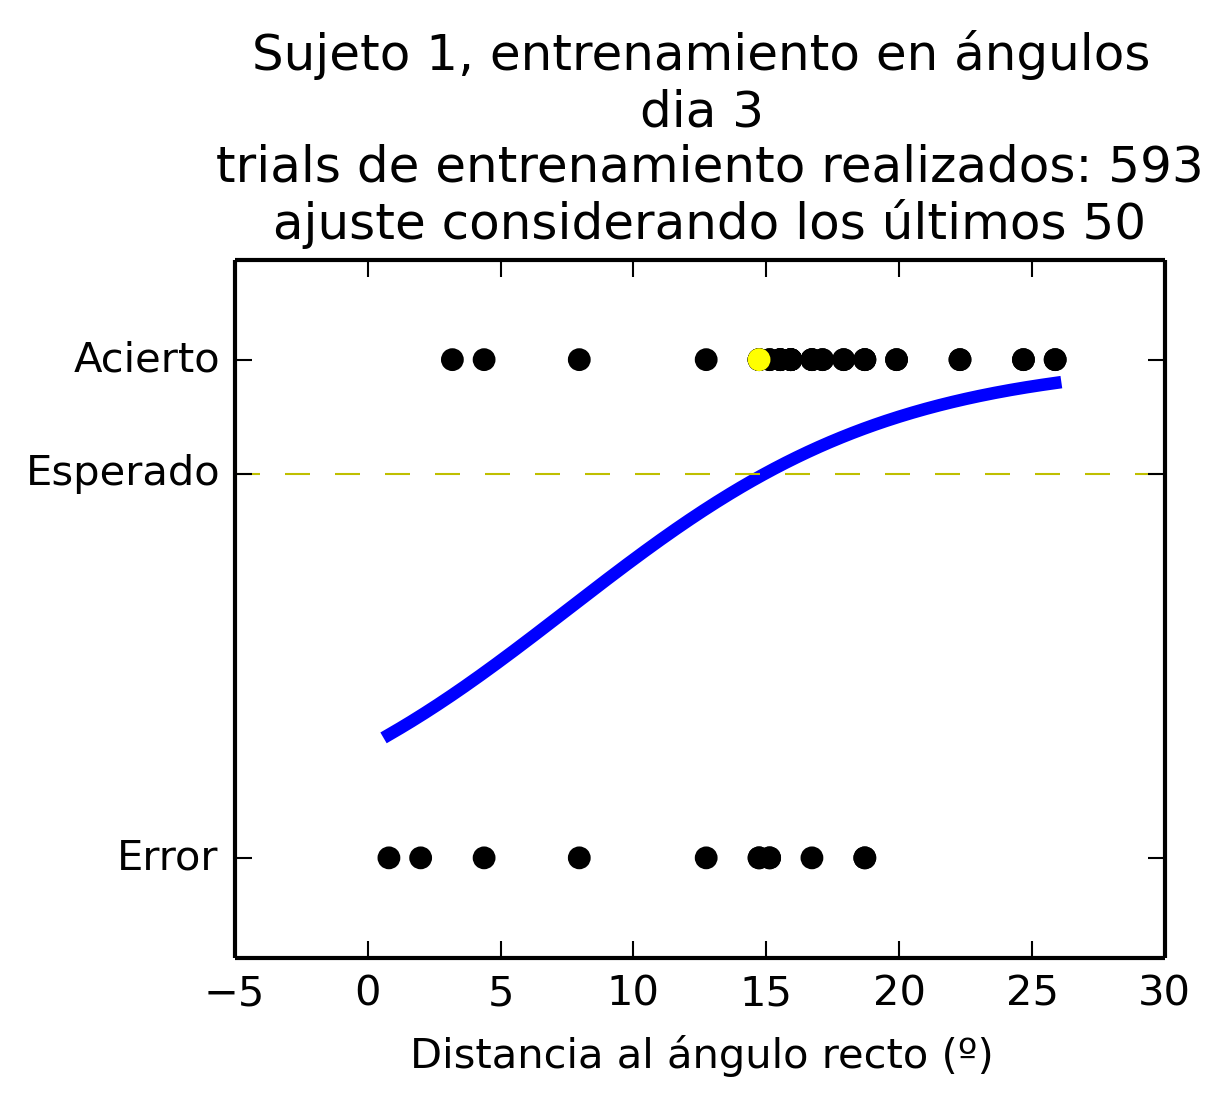 Sujeto 1, entrenamiento en ángulos
dia 3
trials de entrenamiento realizados: 593
ajuste considerando los últimos 50
Acierto
Esperado
Error
−5 0 5 10 15 20 25 30
Distancia al ángulo recto (º)